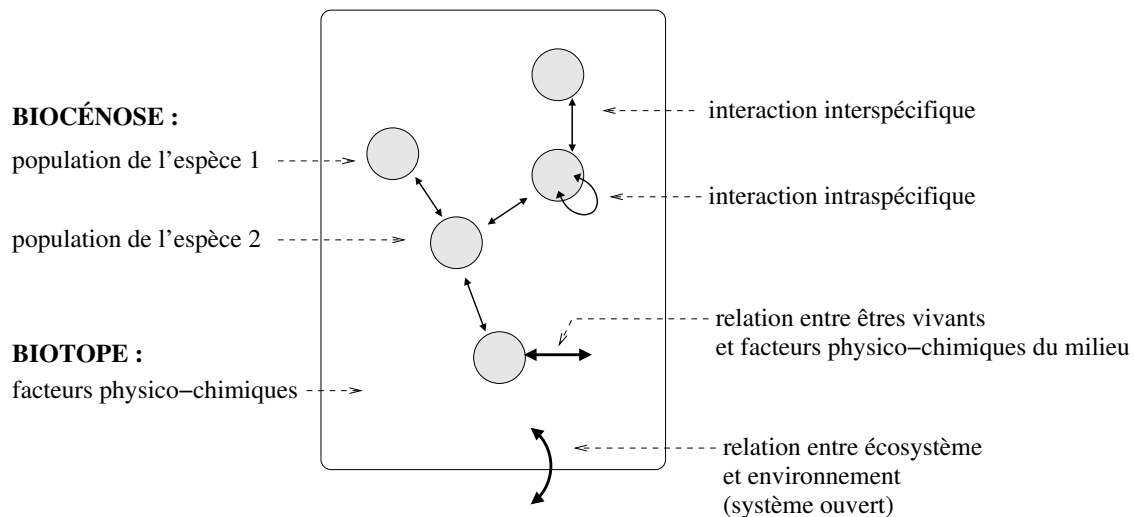 BIOCÉNOSE :
population de l'espèce 1
population de l'espèce 2
BIOTOPE :
facteurs physico−chimiques
interaction interspécifique
interaction intraspécifique
relation entre êtres vivants
et facteurs physico−chimiques du milieu
relation entre écosystème
et environnement
(système ouvert)